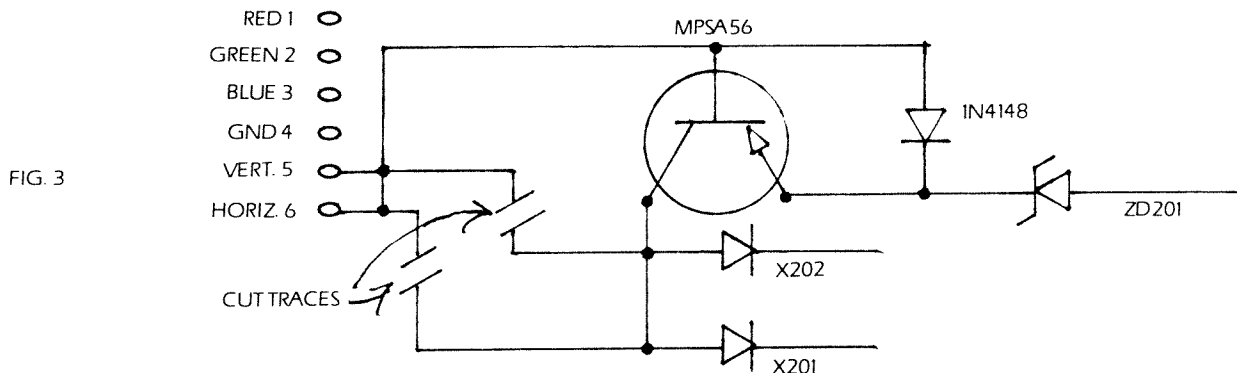 RED 1
GREEN 2
BLUE 3
GND 4
VERT. 5
HORIZ. 6
FIG. 3
CUT TRACES
MPSA56
1N4148
ZD201
X202
X201